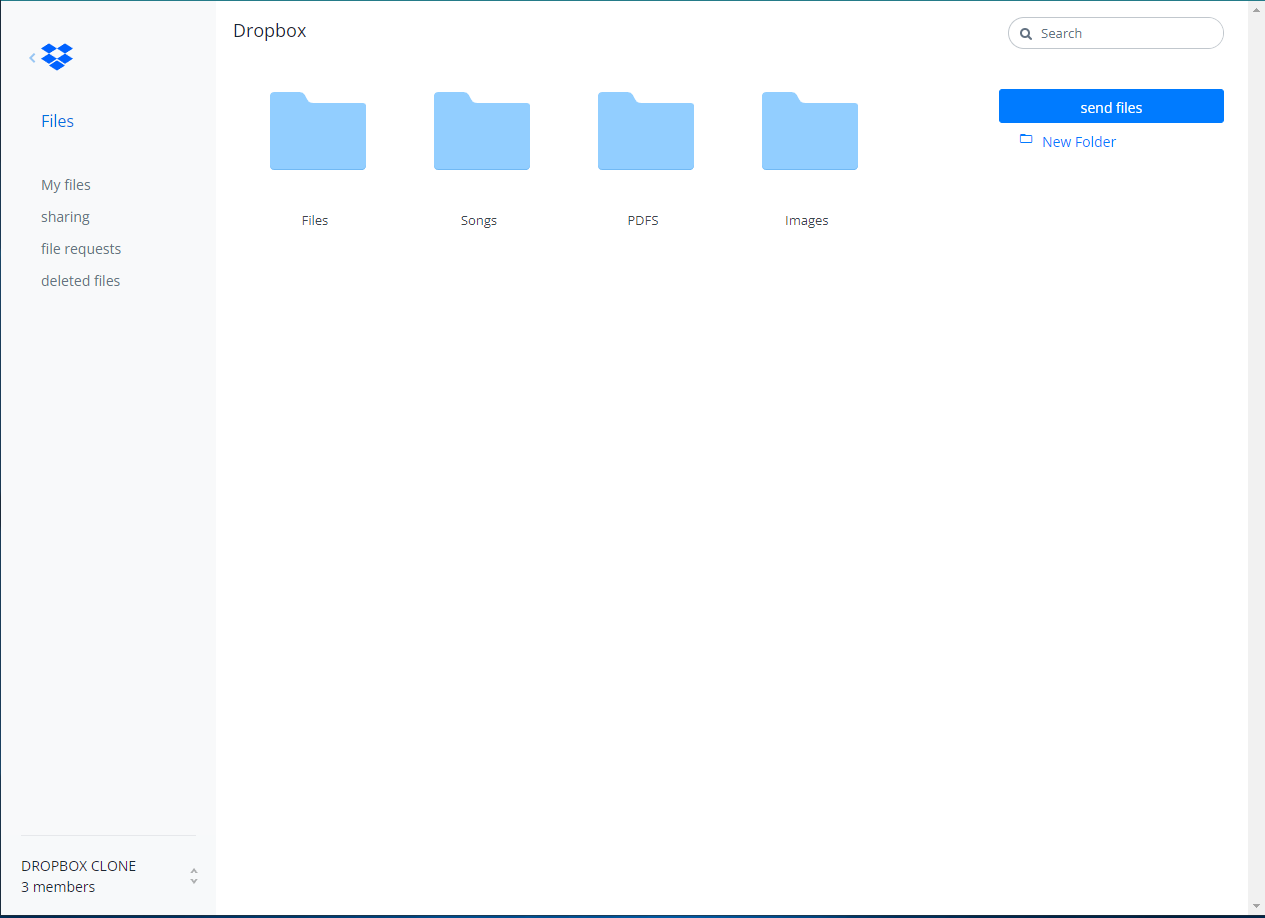 Dropbox
Search
Files
My files
sharing
file requests
deleted files
Files
Songs
PDFS
Images
send files
New Folder
DROPBOX CLONE
3 members